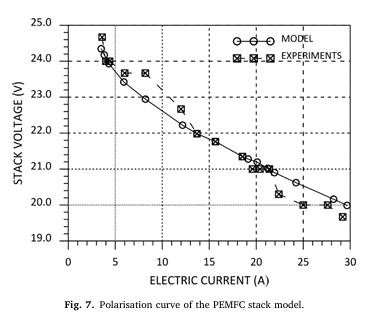 25.0
24.0
23.0
22.0
21.0
20.0
19.0
STACK VOLTAGE (V)
MODEL
EXPERIMENTS
0 5 10 15 20 25 30
ELECTRIC CURRENT (A)
Fig. 7. Polarisation curve of the PEMFC stack model.